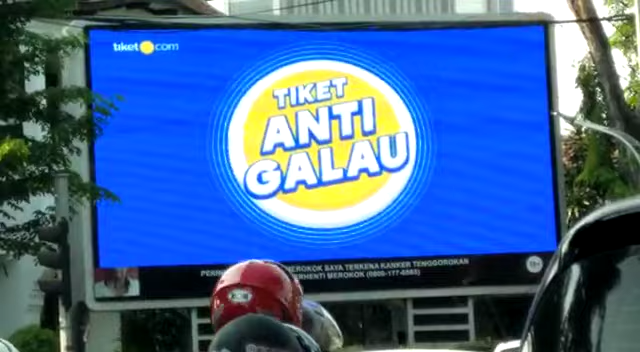 tiket.com
TIKET
ANTI
GALAU
MEROKOK SAYA TERKENA KANKER TENGGOROKAN
BERHENTI MEROKOK (0800-177-6565)
18+